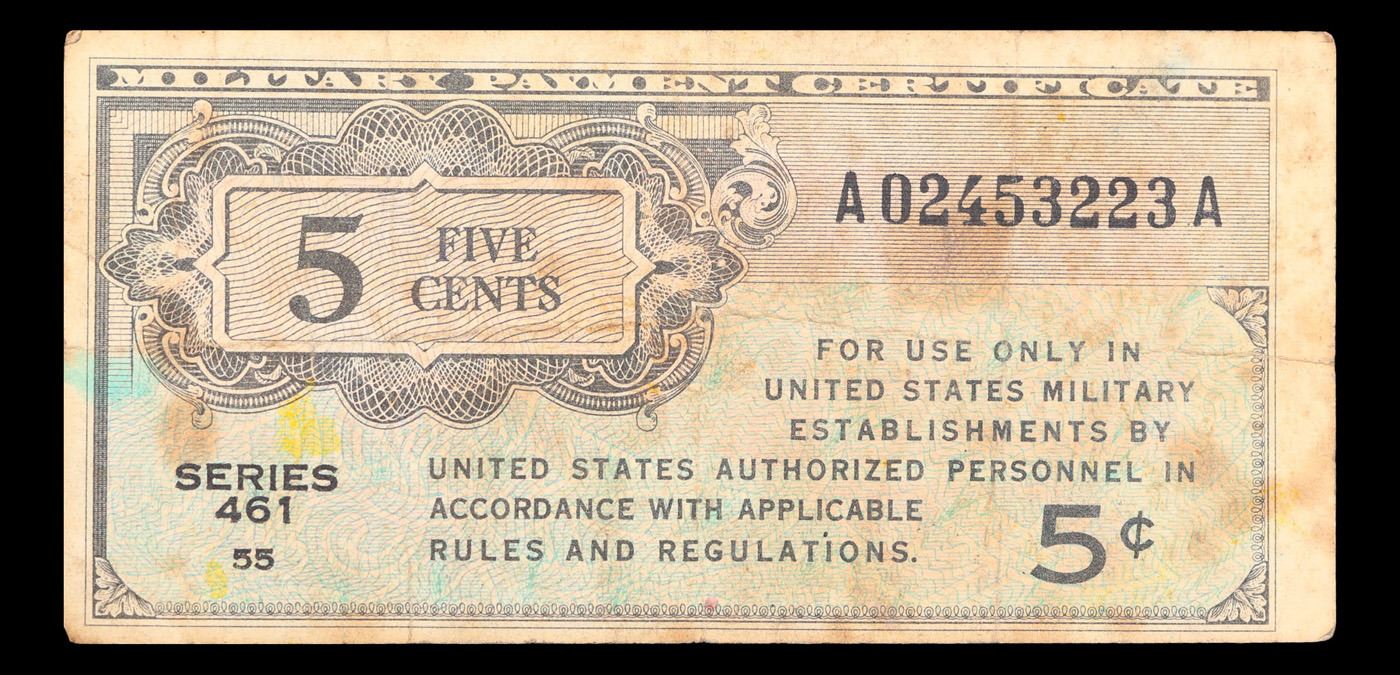 MILITARY PAYMENT CERTIFICATE
A02453223A
5 FIVE
CENTS
FOR USE ONLY IN
UNITED STATES MILITARY
ESTABLISHMENTS BY
UNITED STATES AUTHORIZED PERSONNEL IN
ACCORDANCE WITH APPLICABLE
RULES AND REGULATIONS.
SERIES
461
55
5¢